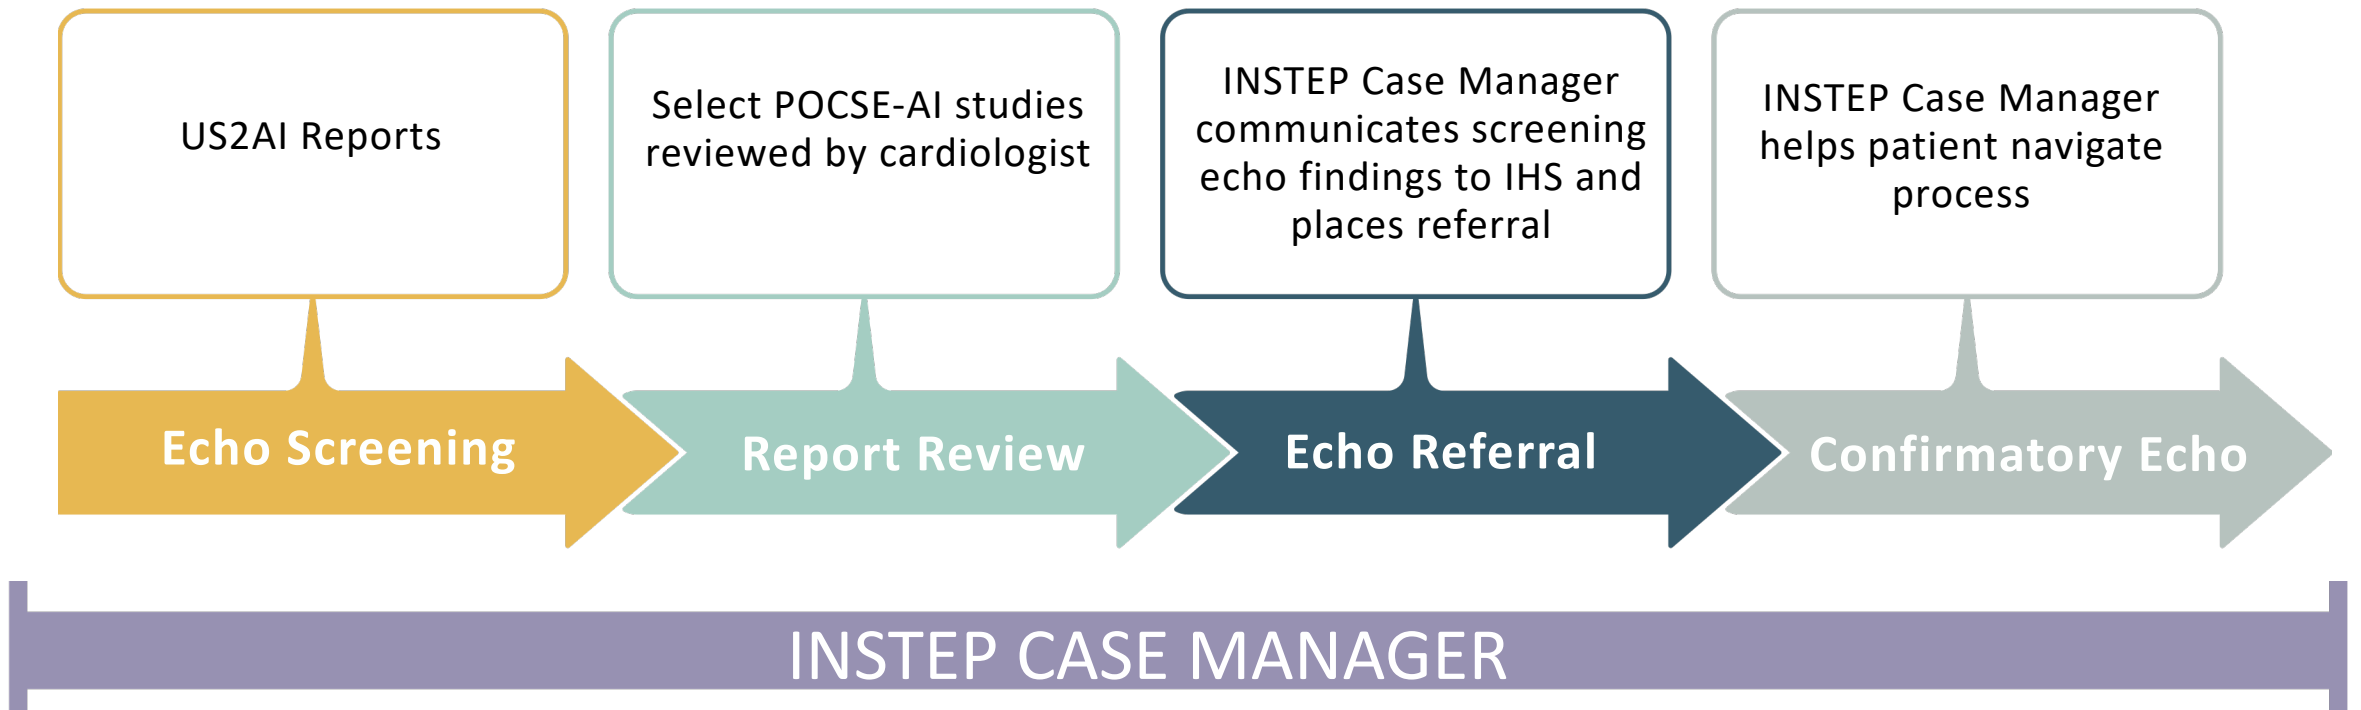 US2AI Reports
Select POCSE-AI studies
reviewed by cardiologist
INSTEP Case Manager
communicates screening
echo findings to IHS and
places referral
INSTEP Case Manager
helps patient navigate
process
Echo Screening
Report Review
Echo Referral
Confirmatory Echo
INSTEP CASE MANAGER